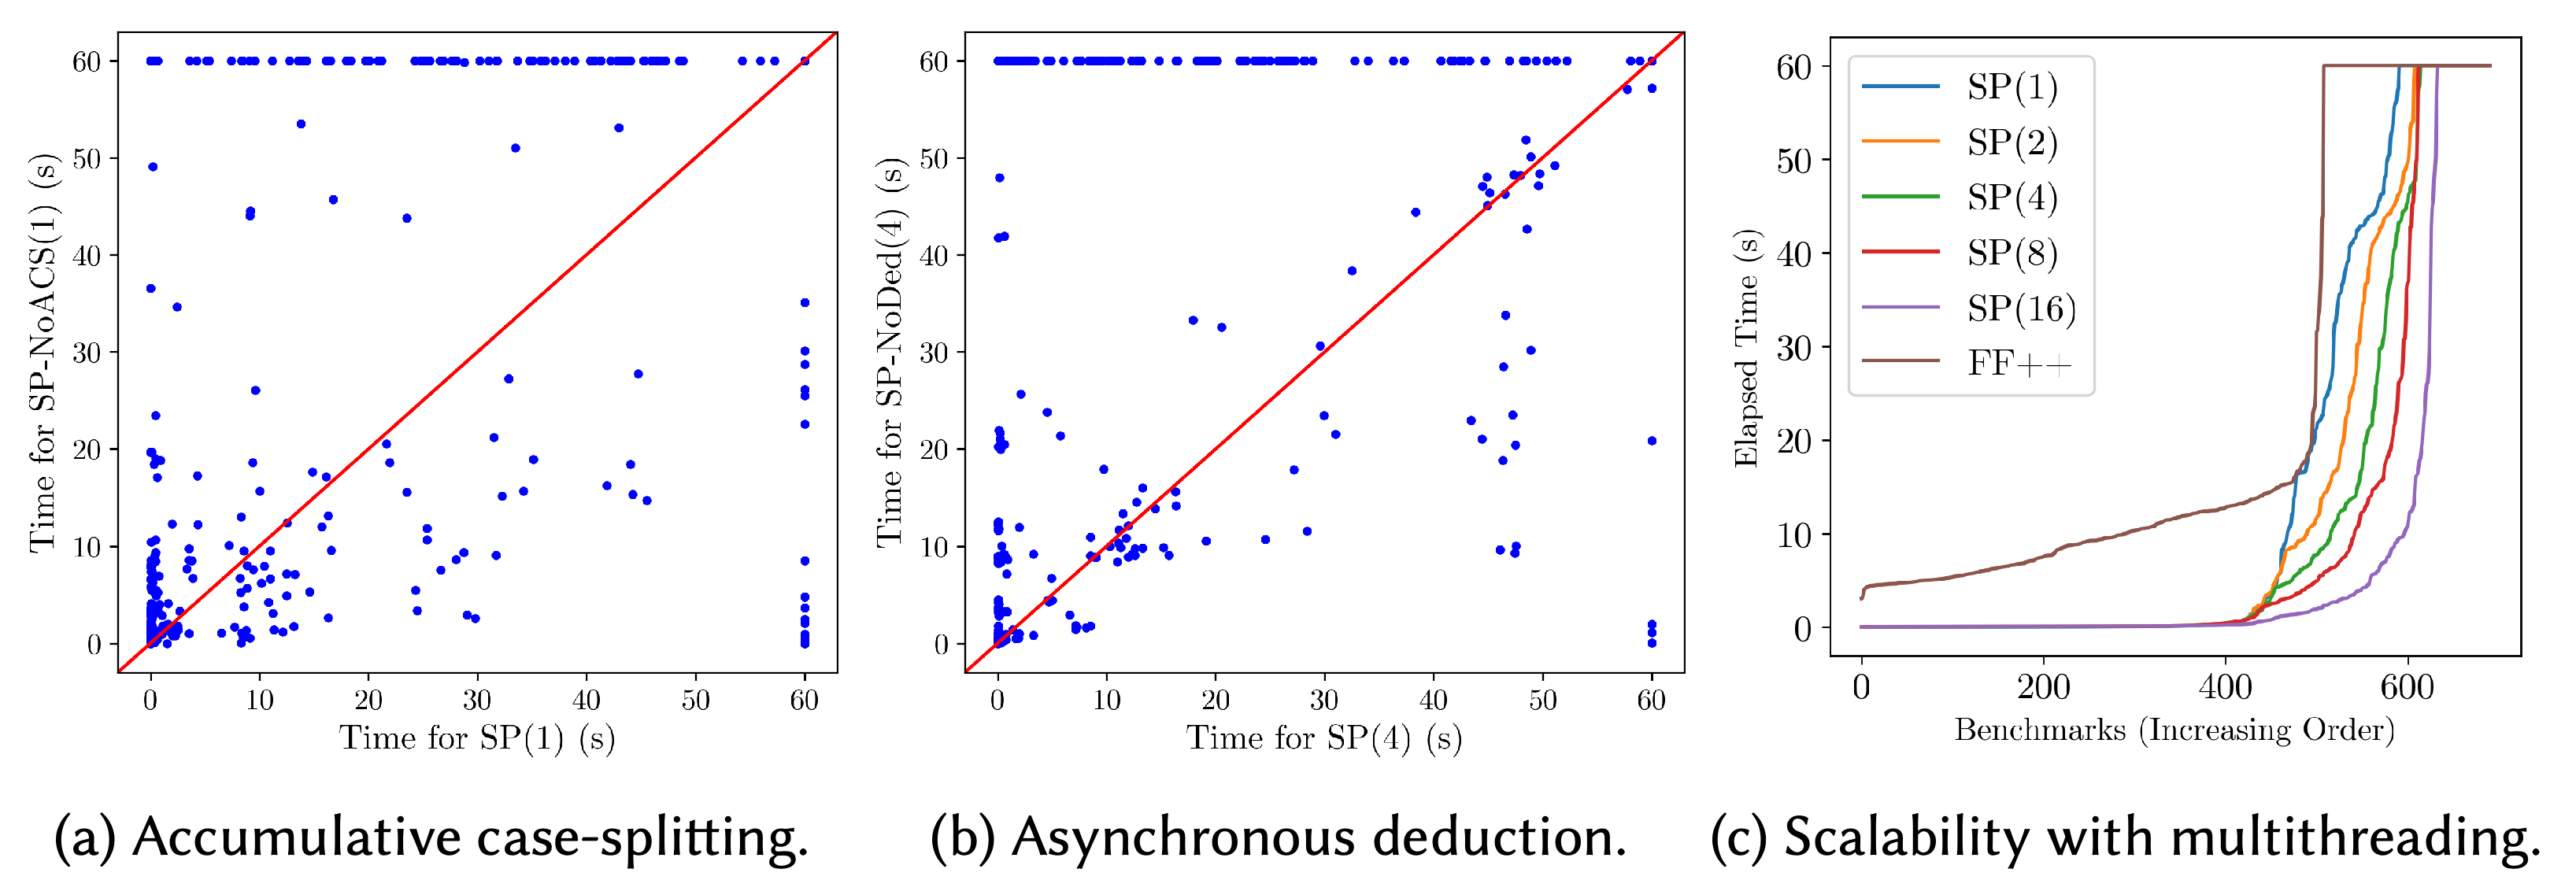 60
50
40
30
20
10
0
0 10 20 30 40 50 60
Time for SP-NoACS(1) (s)
Time for SP(1) (s)
(a) Accumulative case-splitting.
60
50
40
30
20
10
0
0 10 20 30 40 50 60
Time for SP-NoDed(4) (s)
Time for SP(4) (s)
(b) Asynchronous deduction.
60
50
40
30
20
10
0
0 200 400 600
Elapsed Time (s)
Benchmarks (Increasing Order)
SP(1)
SP(2)
SP(4)
SP(8)
SP(16)
FF++
(c) Scalability with multithreading.